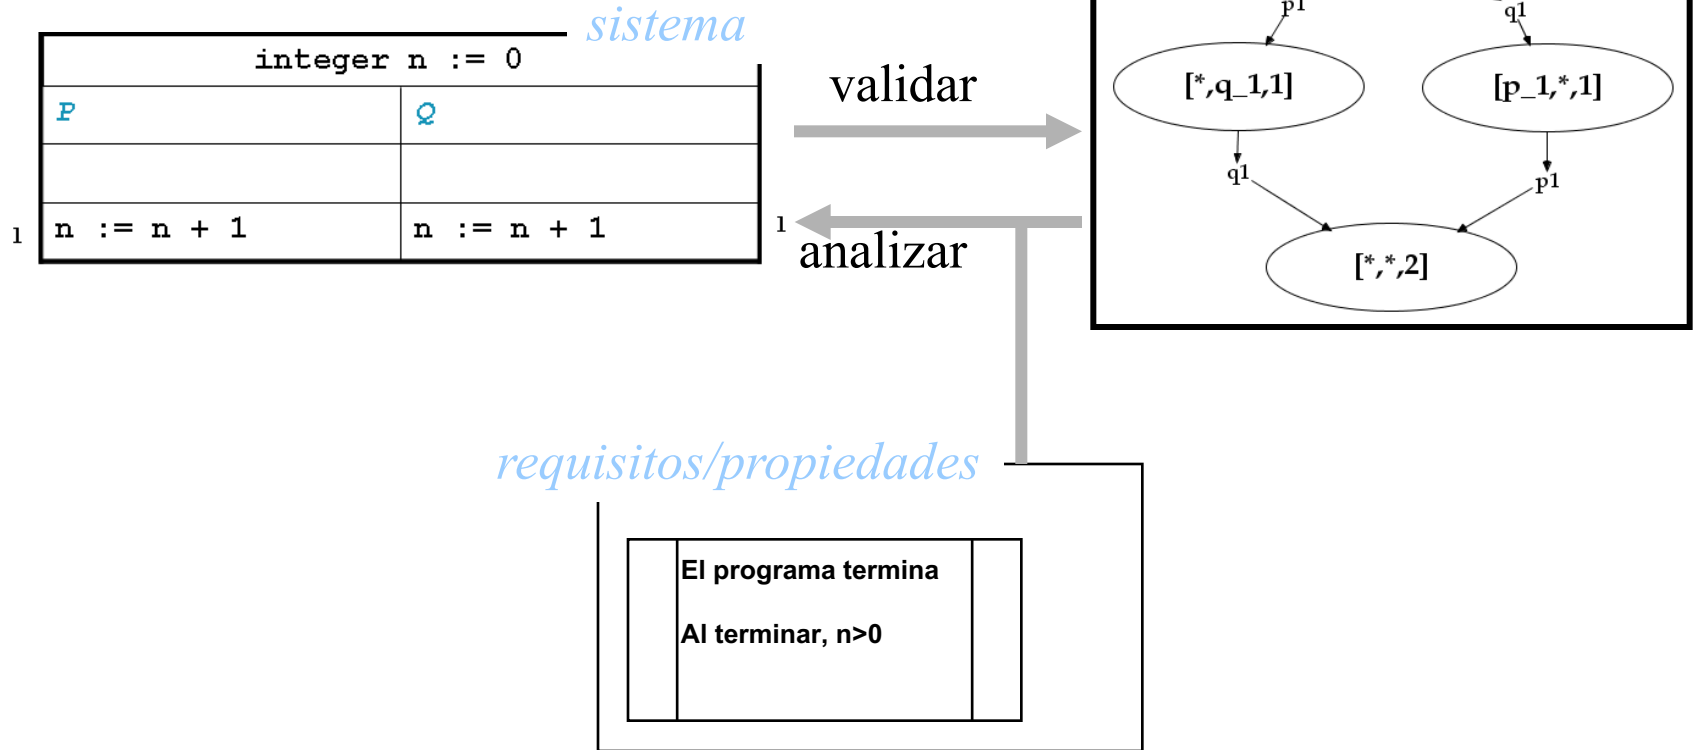 sistema
integer n := 0
P Q
1 n := n + 1 n := n + 1 1
validar
analizar
p1 q1
[*,q_1,1] [p_1,*,1]
q1 p1
[*,*,2]
requisitos/propiedades
El programa termina
Al terminar, n>0